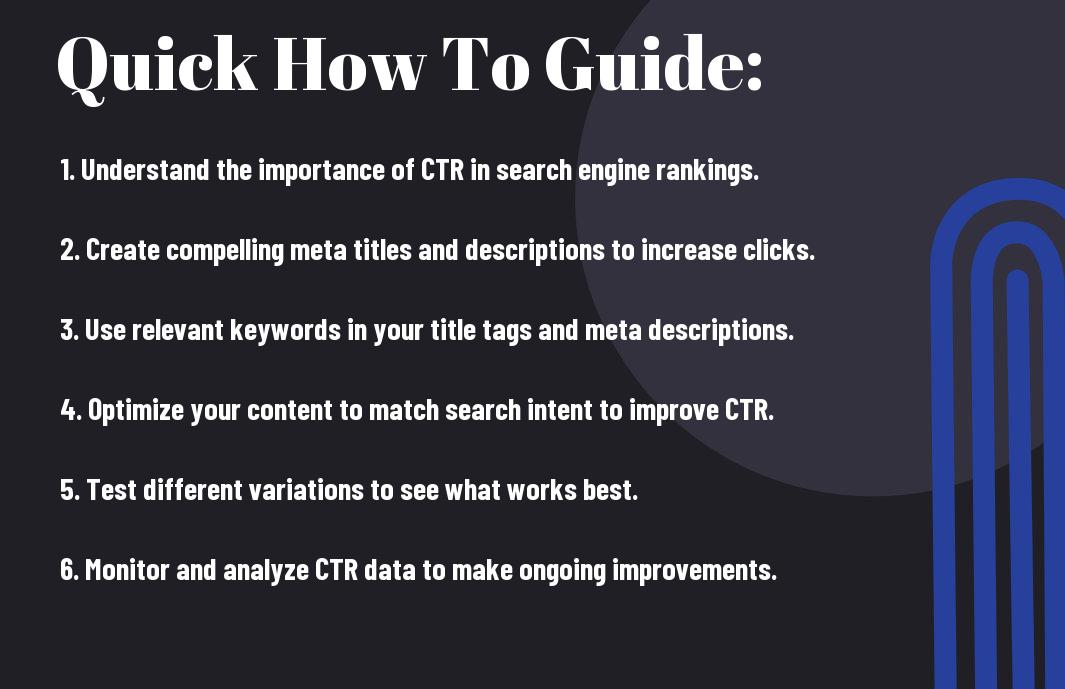 Quick How To Guide:
1. Understand the importance of CTR in search engine rankings.
2. Create compelling meta titles and descriptions to increase clicks.
3. Use relevant keywords in your title tags and meta descriptions.
4. Optimize your content to match search intent to improve CTR.
5. Test different variations to see what works best.
6. Monitor and analyze CTR data to make ongoing improvements.